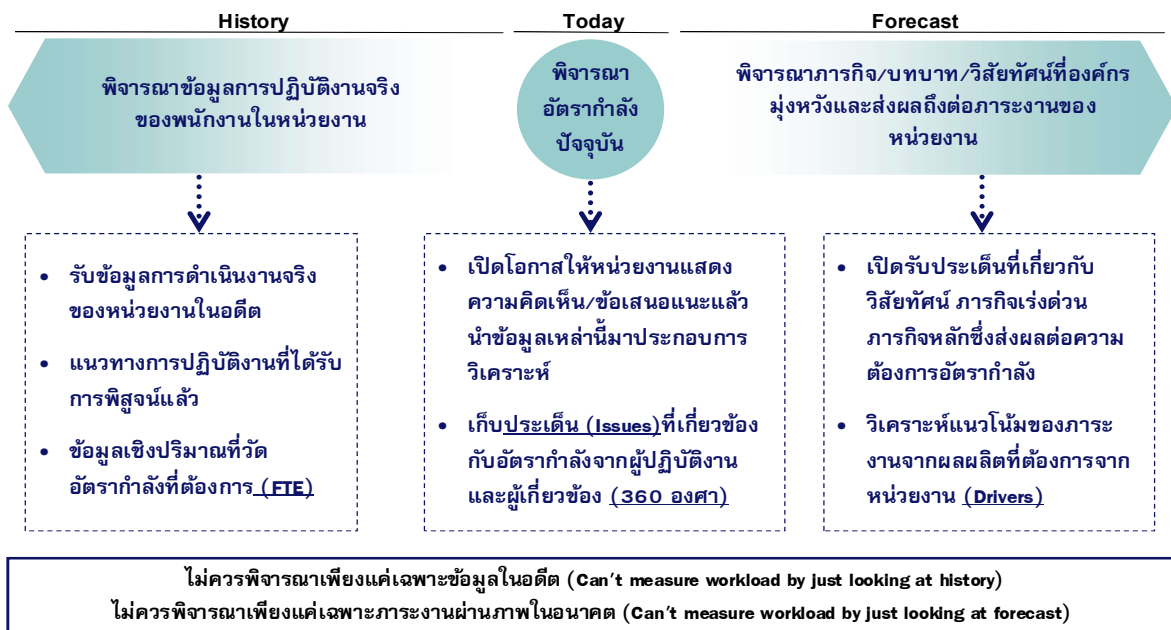 History
Today
Forecast
พิจารณาข้อมูลการปฏิบัติงานจริง
ของพนักงานในหน่วยงาน
พิจารณา
อัตรากำลัง
ปัจจุบัน
พิจารณาภารกิจ/บทบาท/วิสัยทัศน์ที่องค์กร
มุ่งหวังและส่งผลถึงต่อภาระงานของ
หน่วยงาน
• รับข้อมูลการดำเนินงานจริง
ของหน่วยงานในอดีต
• แนวทางการปฏิบัติงานที่ได้รับ
การพิสูจน์แล้ว
• ข้อมูลเชิงปริมาณที่วัด
อัตรากำลังที่ต้องการ (FTE)
• เปิดโอกาสให้หน่วยงานแสดง
ความคิดเห็น/ข้อเสนอแนะแล้ว
นำข้อมูลเหล่านี้มาประกอบการ
วิเคราะห์
• เก็บประเด็น (Issues)ที่เกี่ยวข้อง
กับอัตรากำลังจากผู้ปฏิบัติงาน
และผู้เกี่ยวข้อง (360 องศา)
• เปิดรับประเด็นที่เกี่ยวกับ
วิสัยทัศน์ ภารกิจเร่งด่วน
ภารกิจหลักซึ่งส่งผลต่อความ
ต้องการอัตรากำลัง
• วิเคราะห์แนวโน้มของภาระ
งานจากผลผลิตที่ต้องการจาก
หน่วยงาน (Drivers)
ไม่ควรพิจารณาเพียงแค่เฉพาะข้อมูลในอดีต (Can't measure workload by just looking at history)
ไม่ควรพิจารณาเพียงแค่เฉพาะภาระงานผ่านภาพในอนาคต (Can't measure workload by just looking at forecast)